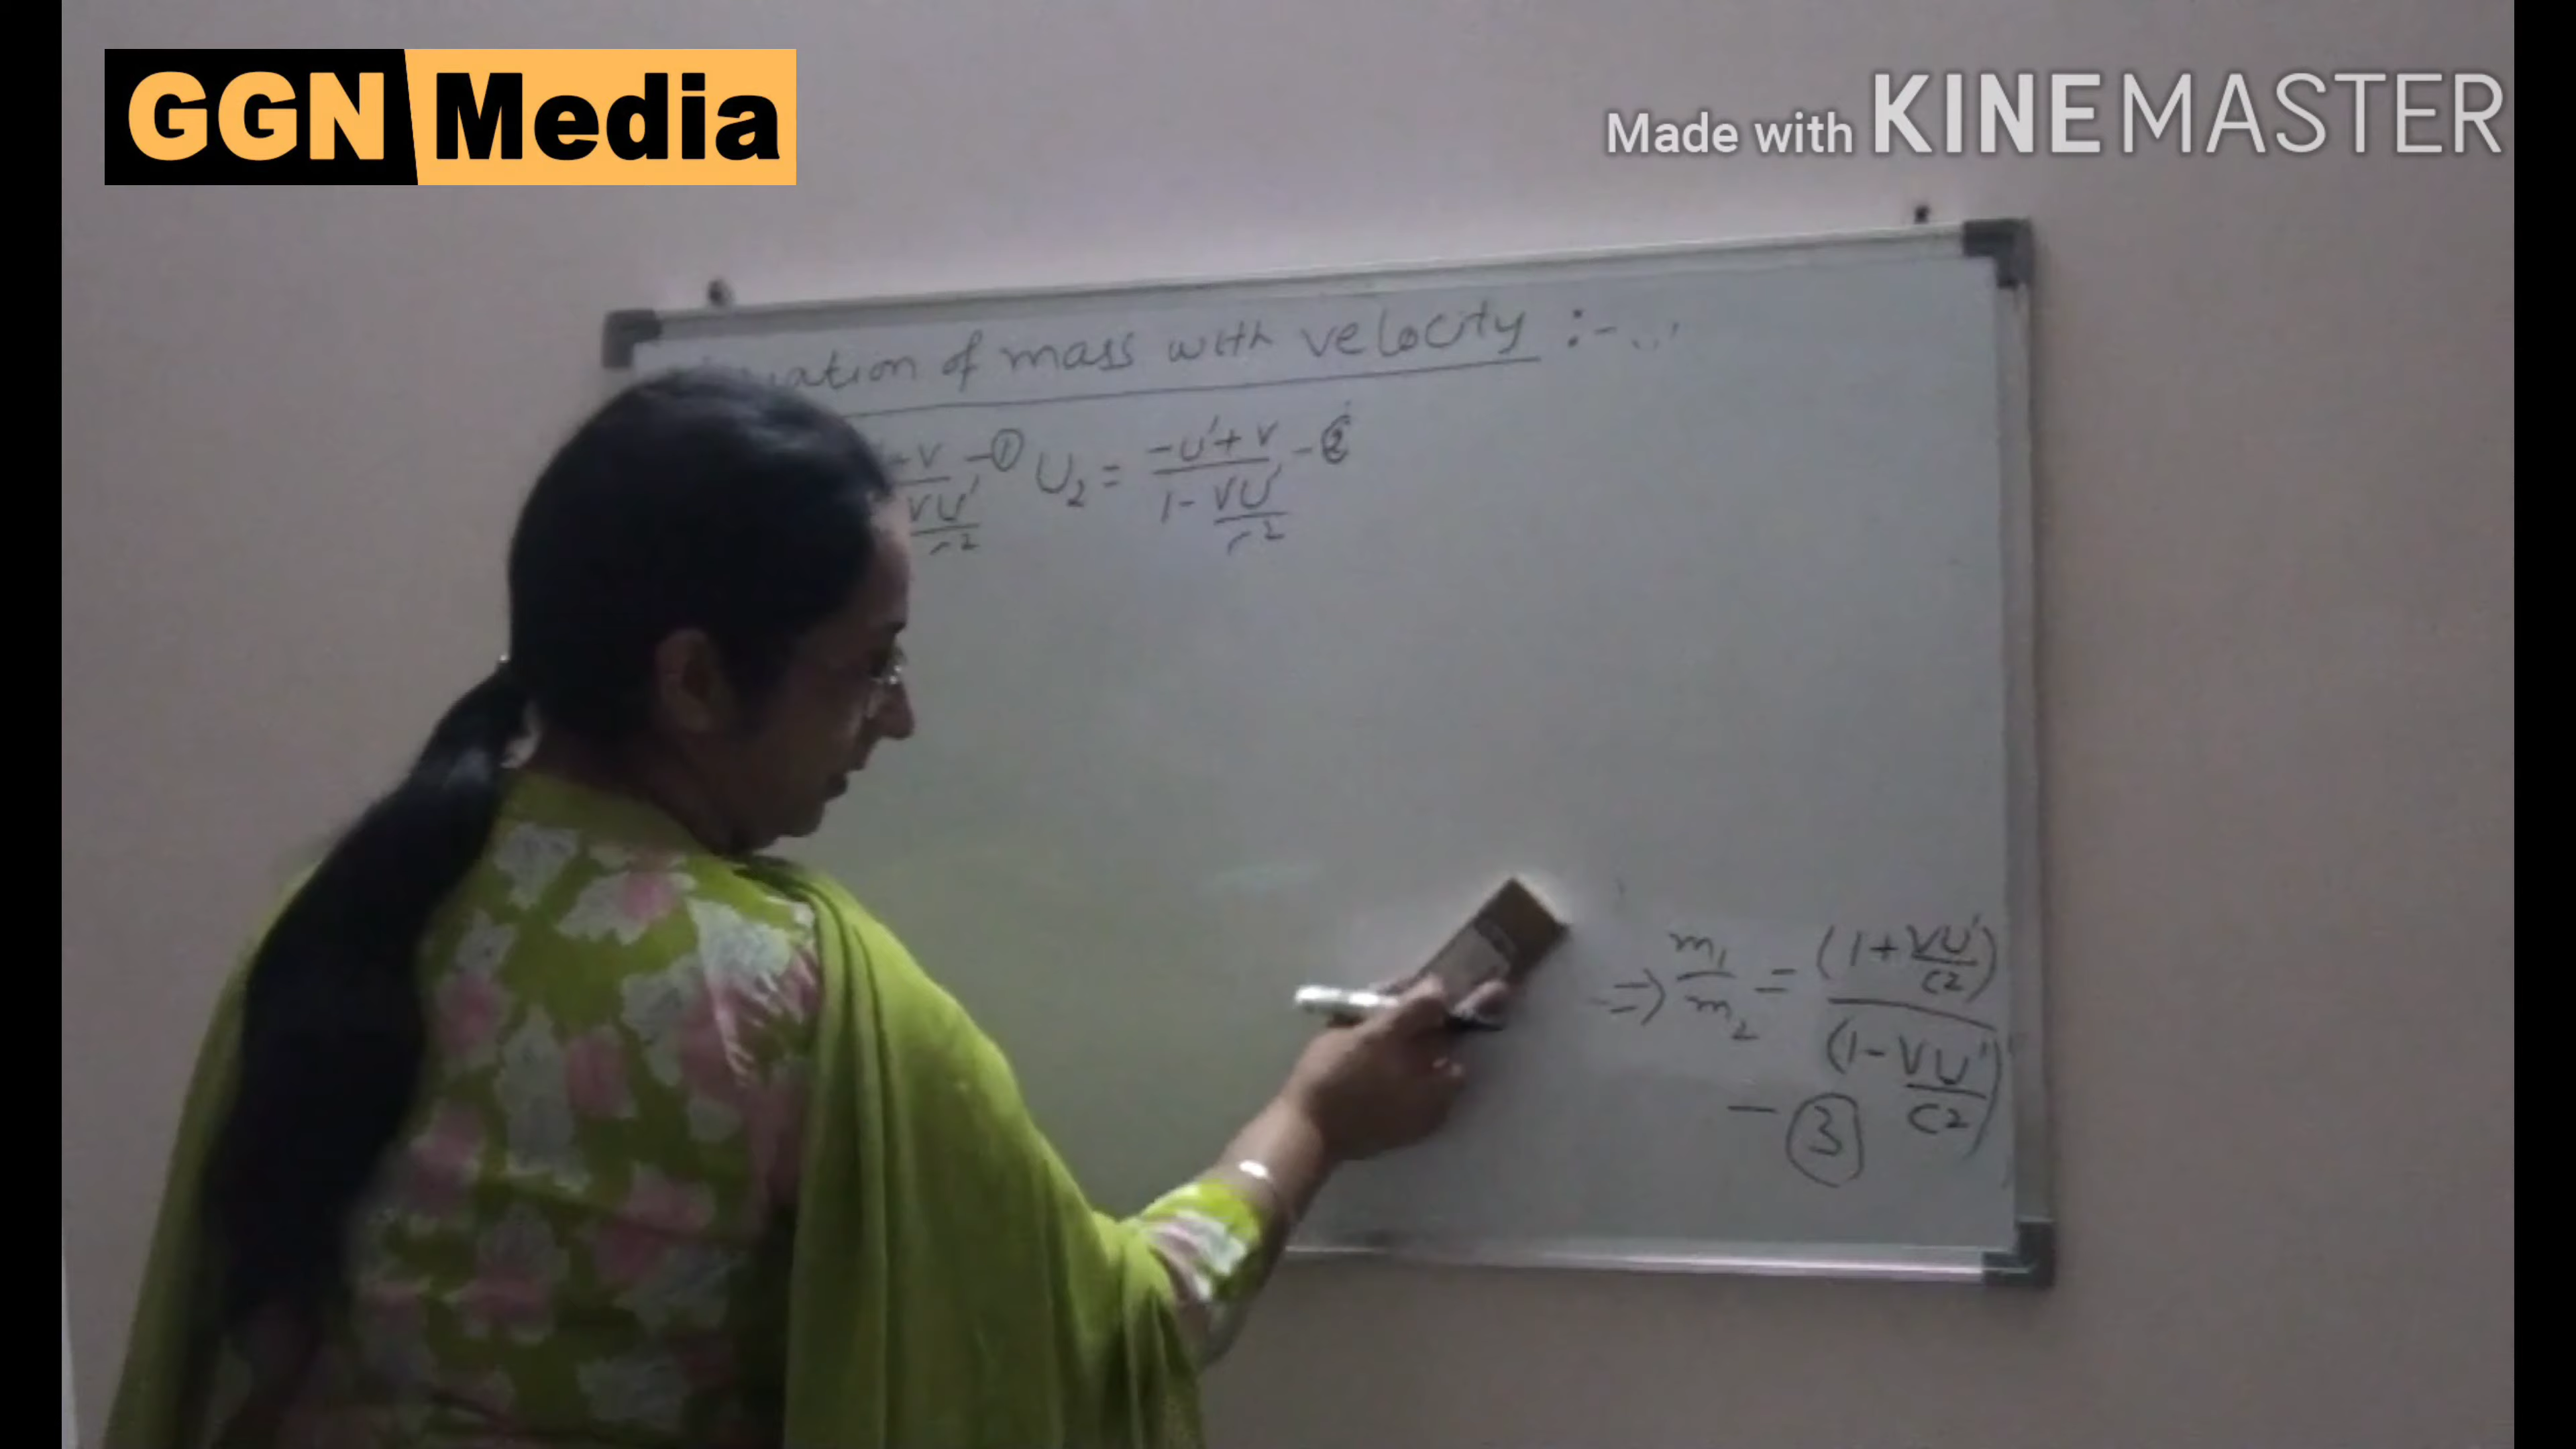 GGN Media
Made with KINEMASTER
of mass with velocity :-
+ V - ① U₂ = -U' + V - ②
VU' 1 - VU'
c² c²
⇒ m₁ = (1 + VU'/c²)
m₂ (1 - VU'/c²)
- ③